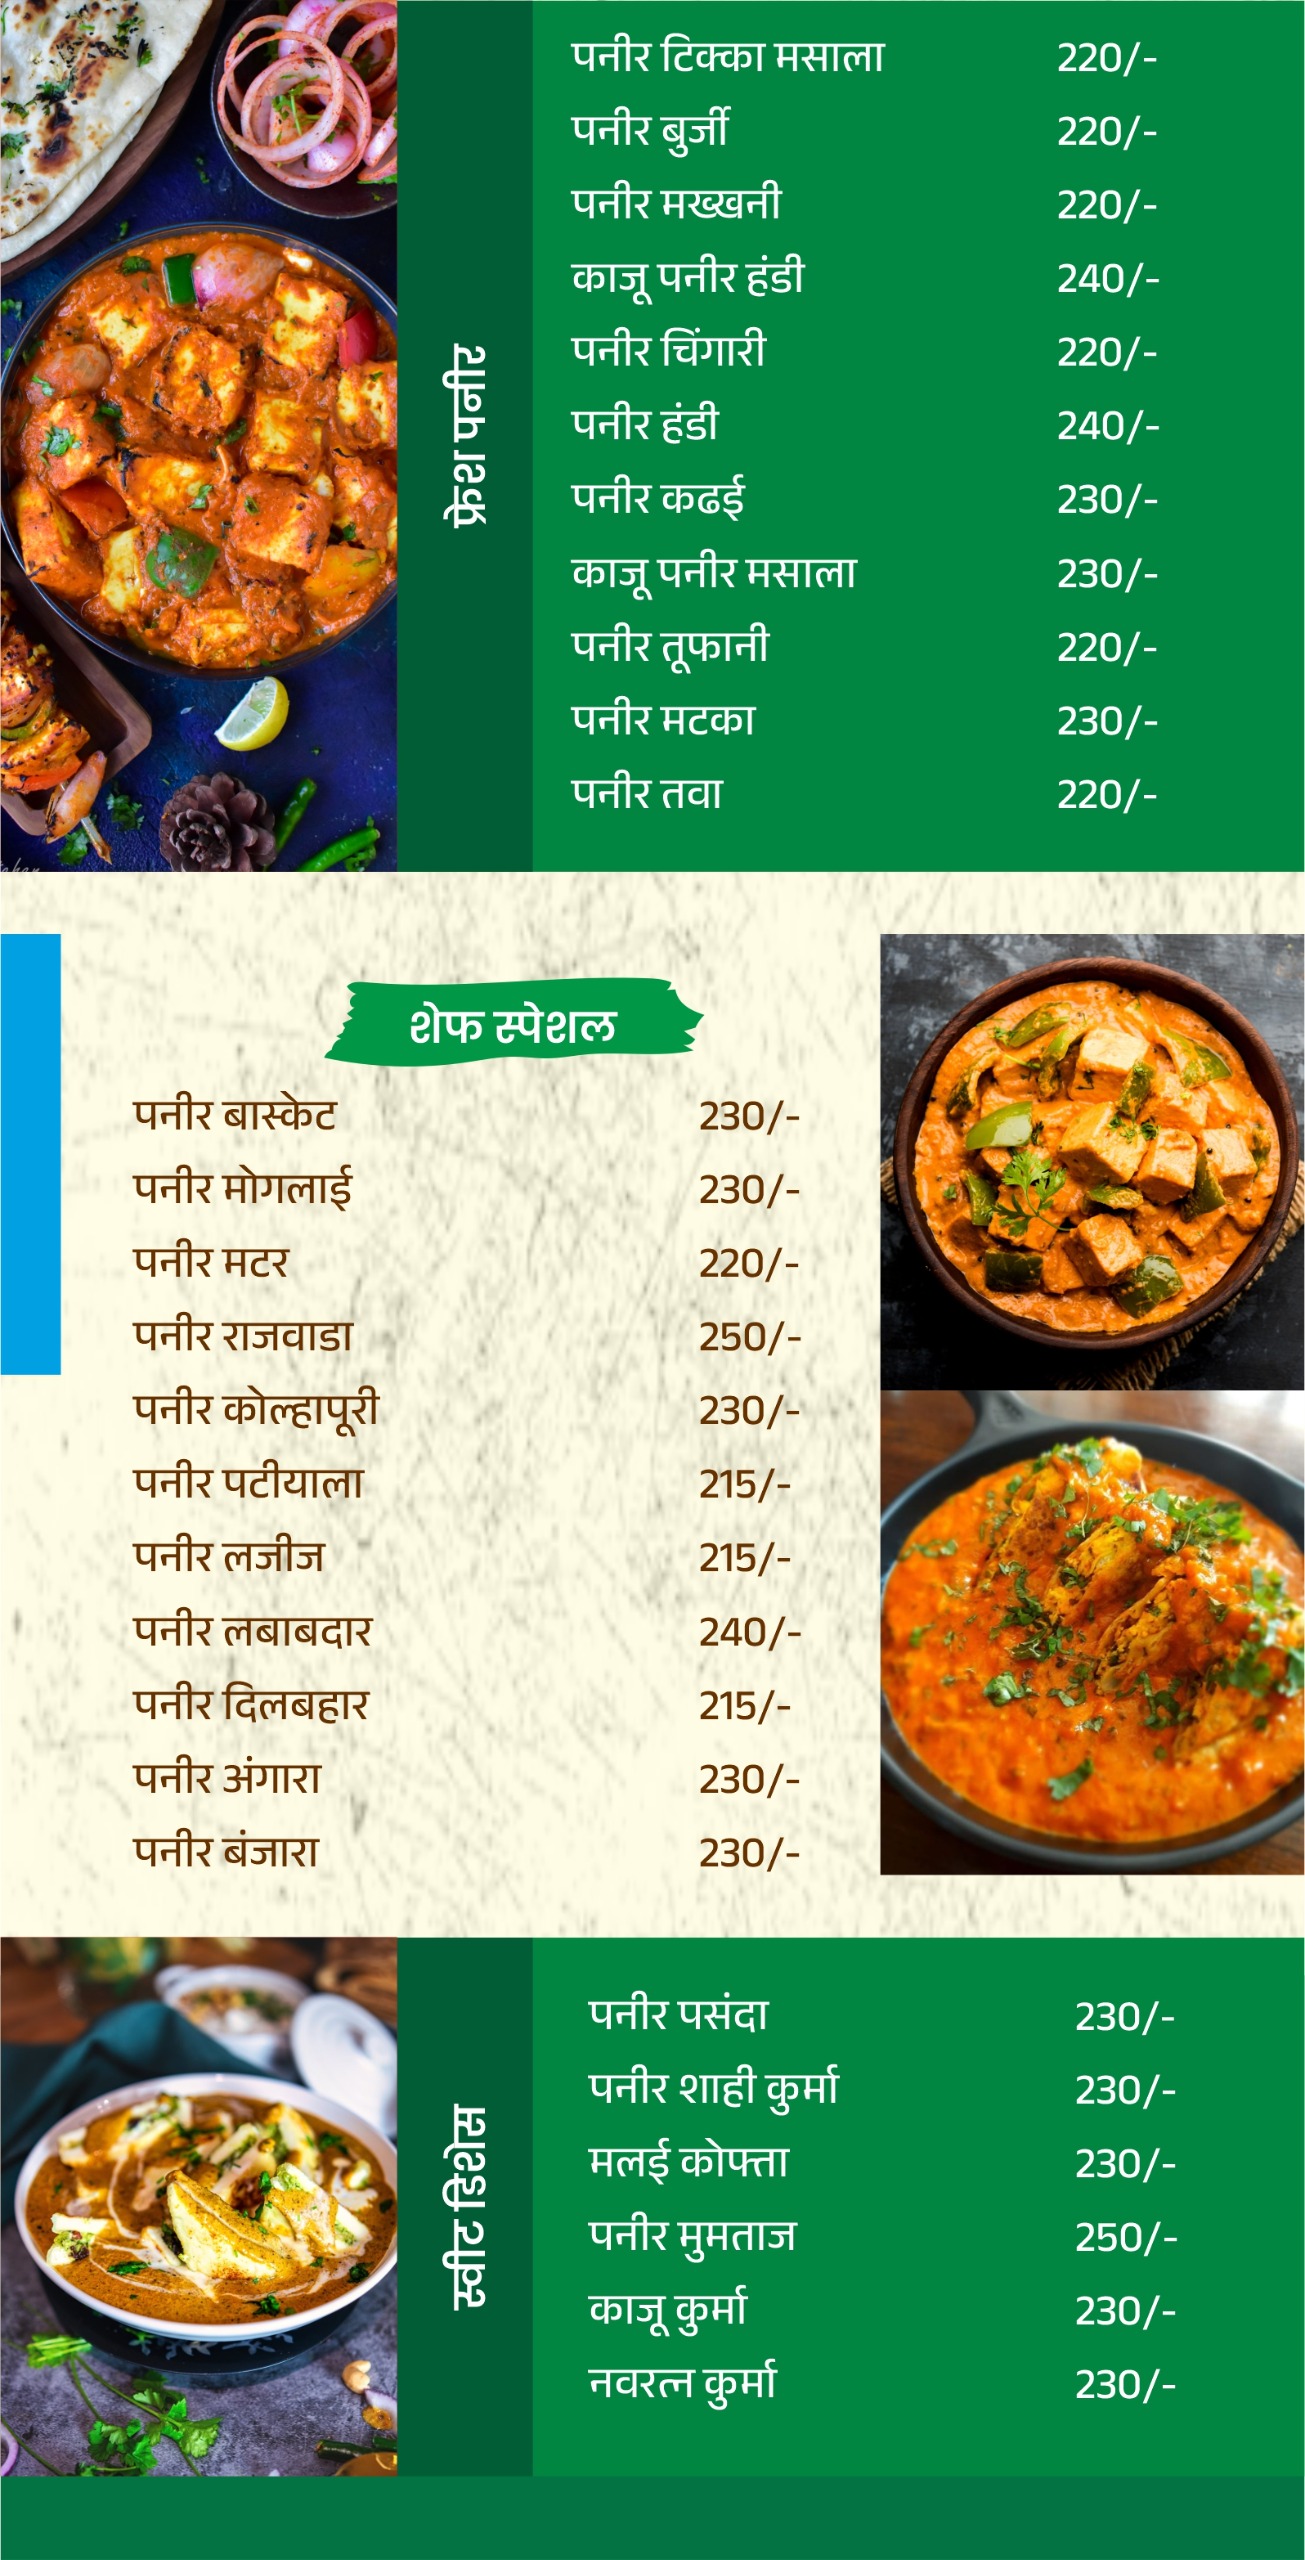 फ्रेश पनीर
पनीर टिक्का मसाला 220/-
पनीर बुर्जी 220/-
पनीर मख्खनी 220/-
काजू पनीर हंडी 240/-
पनीर चिंगारी 220/-
पनीर हंडी 240/-
पनीर कढई 230/-
काजू पनीर मसाला 230/-
पनीर तूफानी 220/-
पनीर मटका 230/-
पनीर तवा 220/-
शेफ स्पेशल
पनीर बास्केट 230/-
पनीर मोगलाई 230/-
पनीर मटर 220/-
पनीर राजवाडा 250/-
पनीर कोल्हापूरी 230/-
पनीर पटीयाला 215/-
पनीर लजीज 215/-
पनीर लबाबदार 240/-
पनीर दिलबहार 215/-
पनीर अंगारा 230/-
पनीर बंजारा 230/-
स्वीट डिशेस
पनीर पसंदा 230/-
पनीर शाही कुर्मा 230/-
मलई कोफ्ता 230/-
पनीर मुमताज 250/-
काजू कुर्मा 230/-
नवरत्न कुर्मा 230/-